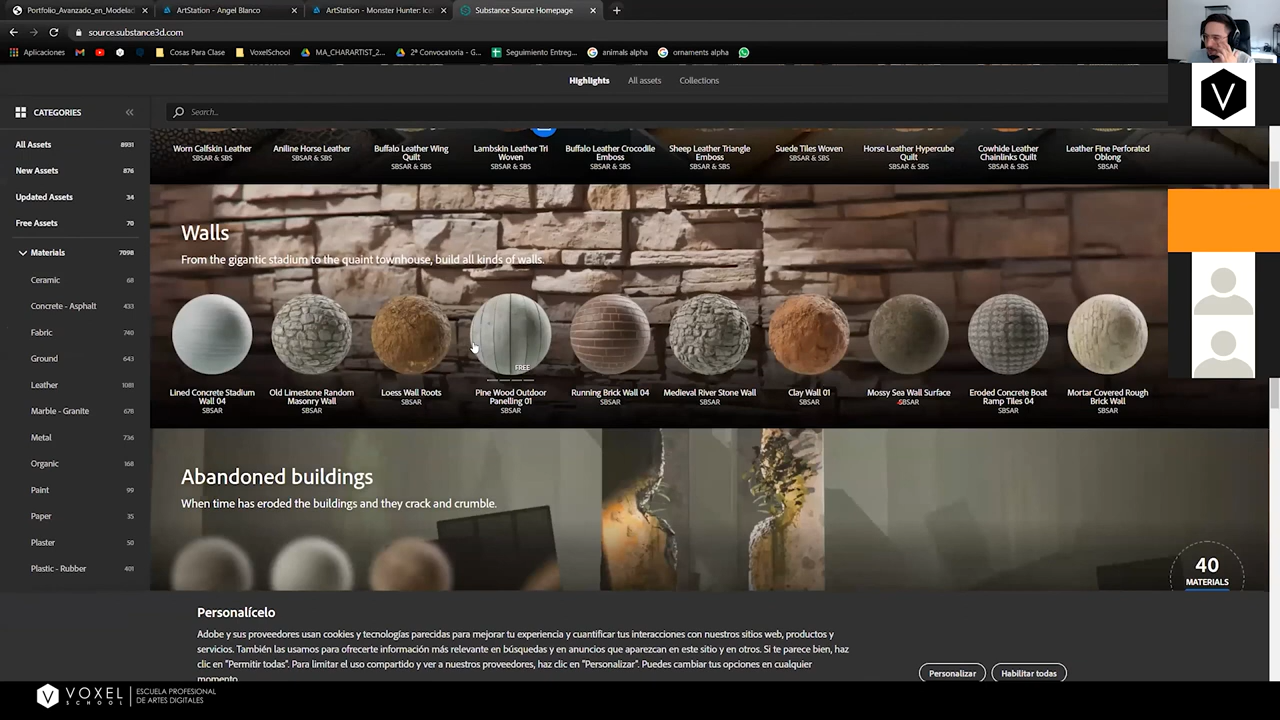 Portfolio_Avanzado_en_Modelad
ArtStation - Angel Blanco
ArtStation - Monster Hunter: Icel
Substance Source Homepage
source.substance3d.com
Aplicaciones
Cosas Para Clase
VoxelSchool
MA_CHARARTIST_2...
2ª Convocatoria - G...
Seguimiento Entreg...
animals alpha
ornaments alpha
Highlights
All assets
Collections
CATEGORIES
Search...
All Assets 8931
New Assets 876
Updated Assets 34
Free Assets 70
Materials 7098
Ceramic 68
Concrete - Asphalt 433
Fabric 740
Ground 643
Leather 1081
Marble - Granite 678
Metal 736
Organic 168
Paint 99
Paper 35
Plaster 50
Plastic - Rubber 401
Worn Calfskin Leather
SBSAR & SBS
Aniline Horse Leather
SBSAR & SBS
Buffalo Leather Wing
Quilt
SBSAR & SBS
Lambskin Leather Tri
Woven
SBSAR & SBS
Buffalo Leather Crocodile
Emboss
SBSAR & SBS
Sheep Leather Triangle
Emboss
SBSAR & SBS
Suede Tiles Woven
SBSAR & SBS
Horse Leather Hypercube
Quilt
SBSAR & SBS
Cowhide Leather
Chainlinks Quilt
SBSAR & SBS
Leather Fine Perforated
Oblong
SBSAR
Walls
From the gigantic stadium to the quaint townhouse, build all kinds of walls.
FREE
Lined Concrete Stadium
Wall 04
SBSAR
Old Limestone Random
Masonry Wall
SBSAR
Loess Wall Roots
SBSAR
Pine Wood Outdoor
Panelling 01
SBSAR
Running Brick Wall 04
SBSAR
Medieval River Stone Wall
SBSAR
Clay Wall 01
SBSAR
Mossy Sea Wall Surface
SBSAR
Eroded Concrete Boat
Ramp Tiles 04
SBSAR
Mortar Covered Rough
Brick Wall
SBSAR
Abandoned buildings
When time has eroded the buildings and they crack and crumble.
40
MATERIALS
Personalícelo
Adobe y sus proveedores usan cookies y tecnologías parecidas para mejorar tu experiencia y cuantificar tus interacciones con nuestros sitios web, productos y
servicios. También las usamos para ofrecerte información más relevante en búsquedas y en anuncios que aparezcan en este sitio y en otros. Si te parece bien, haz
clic en "Permitir todas". Para limitar el uso compartido y ver a nuestros proveedores, haz clic en "Personalizar". Puedes cambiar tus opciones en cualquier
momento.
Personalizar
Habilitar todas
VOXEL
SCHOOL
ESCUELA PROFESIONAL
DE ARTES DIGITALES